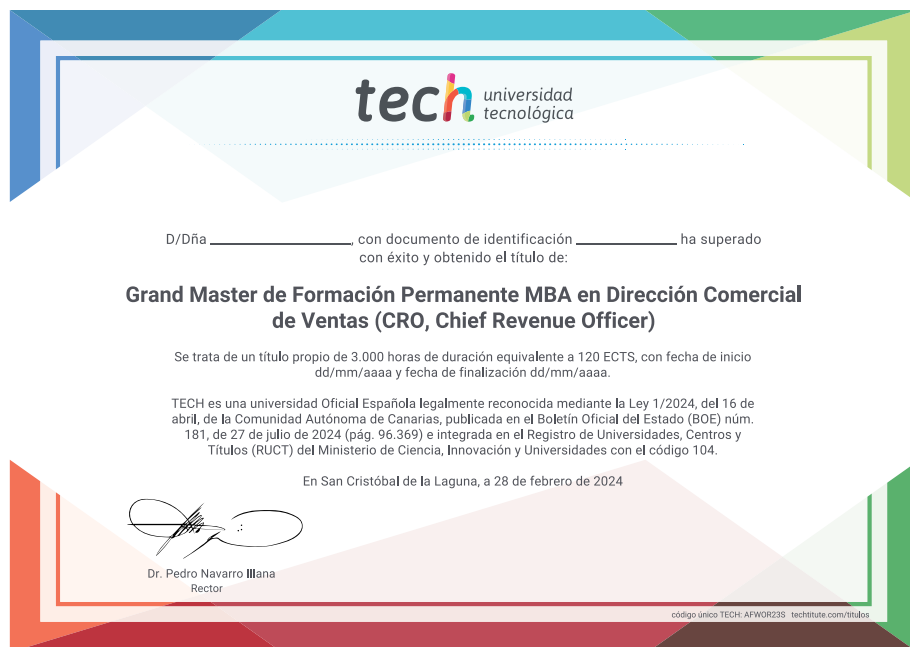 tech universidad
tecnológica
D/Dña ____________________, con documento de identificación ______________ ha superado
con éxito y obtenido el título de:
Grand Master de Formación Permanente MBA en Dirección Comercial
de Ventas (CRO, Chief Revenue Officer)
Se trata de un título propio de 3.000 horas de duración equivalente a 120 ECTS, con fecha de inicio
dd/mm/aaaa y fecha de finalización dd/mm/aaaa.
TECH es una universidad Oficial Española legalmente reconocida mediante la Ley 1/2024, del 16 de
abril, de la Comunidad Autónoma de Canarias, publicada en el Boletín Oficial del Estado (BOE) núm.
181, de 27 de julio de 2024 (pág. 96.369) e integrada en el Registro de Universidades, Centros y
Títulos (RUCT) del Ministerio de Ciencia, Innovación y Universidades con el código 104.
En San Cristóbal de la Laguna, a 28 de febrero de 2024
Dr. Pedro Navarro Illana
Rector
código único TECH: AFWOR23S techtitute.com/titulos